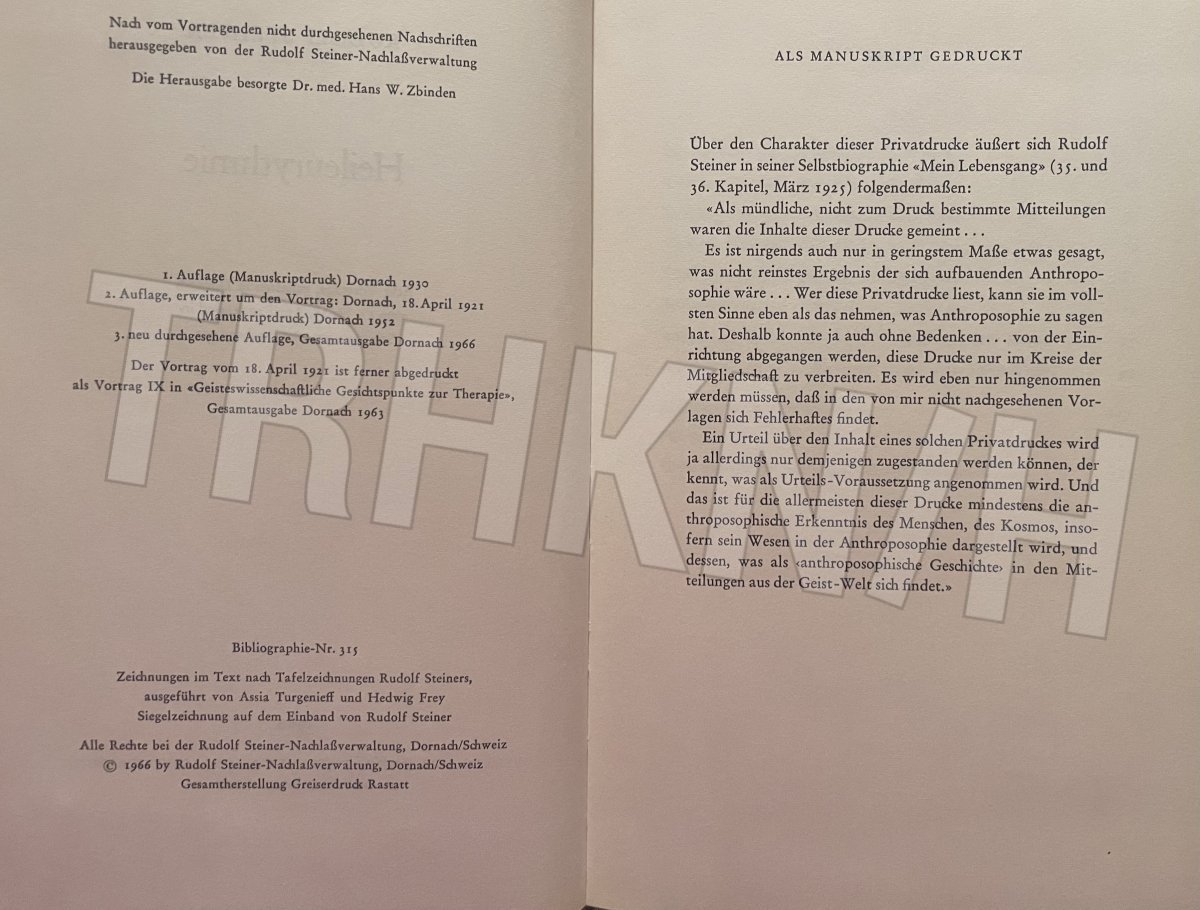 Nach vom Vortragenden nicht durchgesehenen Nachschriften
herausgegeben von der Rudolf Steiner-Nachlaßverwaltung
Die Herausgabe besorgte Dr. med. Hans W. Zbinden
Heileurythmie
1. Auflage (Manuskriptdruck) Dornach 1930
2. Auflage, erweitert um den Vortrag: Dornach, 18. April 1921
(Manuskriptdruck) Dornach 1952
3. neu durchgesehene Auflage, Gesamtausgabe Dornach 1966
Der Vortrag vom 18. April 1921 ist ferner abgedruckt
als Vortrag IX in «Geisteswissenschaftliche Gesichtspunkte zur Therapie»,
Gesamtausgabe Dornach 1963
Bibliographie-Nr. 315
Zeichnungen im Text nach Tafelzeichnungen Rudolf Steiners,
ausgeführt von Assia Turgenieff und Hedwig Frey
Siegelzeichnung auf dem Einband von Rudolf Steiner
Alle Rechte bei der Rudolf Steiner-Nachlaßverwaltung, Dornach/Schweiz
© 1966 by Rudolf Steiner-Nachlaßverwaltung, Dornach/Schweiz
Gesamtherstellung Greiserdruck Rastatt
ALS MANUSKRIPT GEDRUCKT
Über den Charakter dieser Privatdrucke äußert sich Rudolf
Steiner in seiner Selbstbiographie «Mein Lebensgang» (35. und
36. Kapitel, März 1925) folgendermaßen:
«Als mündliche, nicht zum Druck bestimmte Mitteilungen
waren die Inhalte dieser Drucke gemeint . . .
Es ist nirgends auch nur in geringstem Maße etwas gesagt,
was nicht reinstes Ergebnis der sich aufbauenden Anthropo-
sophie wäre . . . Wer diese Privatdrucke liest, kann sie im voll-
sten Sinne eben als das nehmen, was Anthroposophie zu sagen
hat. Deshalb konnte ja auch ohne Bedenken . . . von der Ein-
richtung abgegangen werden, diese Drucke nur im Kreise der
Mitgliedschaft zu verbreiten. Es wird eben nur hingenommen
werden müssen, daß in den von mir nicht nachgesehenen Vor-
lagen sich Fehlerhaftes findet.
Ein Urteil über den Inhalt eines solchen Privatdruckes wird
ja allerdings nur demjenigen zugestanden werden können, der
kennt, was als Urteils-Voraussetzung angenommen wird. Und
das ist für die allermeisten dieser Drucke mindestens die an-
throposophische Erkenntnis des Menschen, des Kosmos, inso-
fern sein Wesen in der Anthroposophie dargestellt wird, und
dessen, was als ‹anthroposophische Geschichte› in den Mit-
teilungen aus der Geist-Welt sich findet.»
TRHKN/H